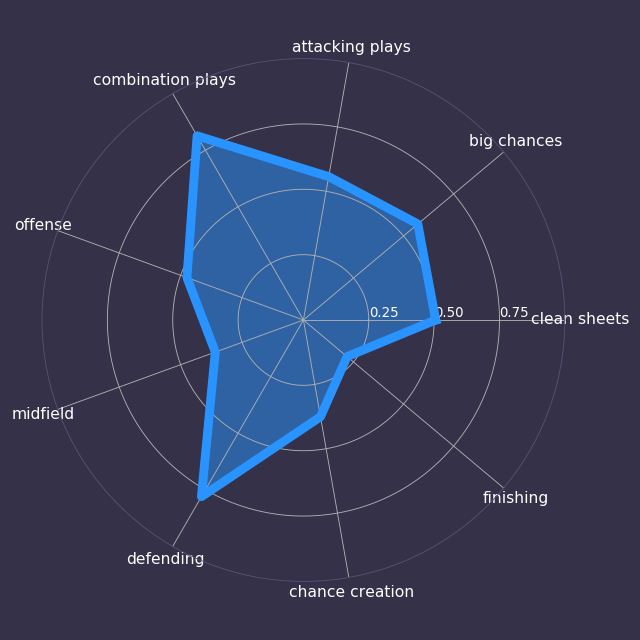 attacking plays
combination plays
big chances
offense
0.25
0.50
0.75
clean sheets
midfield
finishing
defending
chance creation